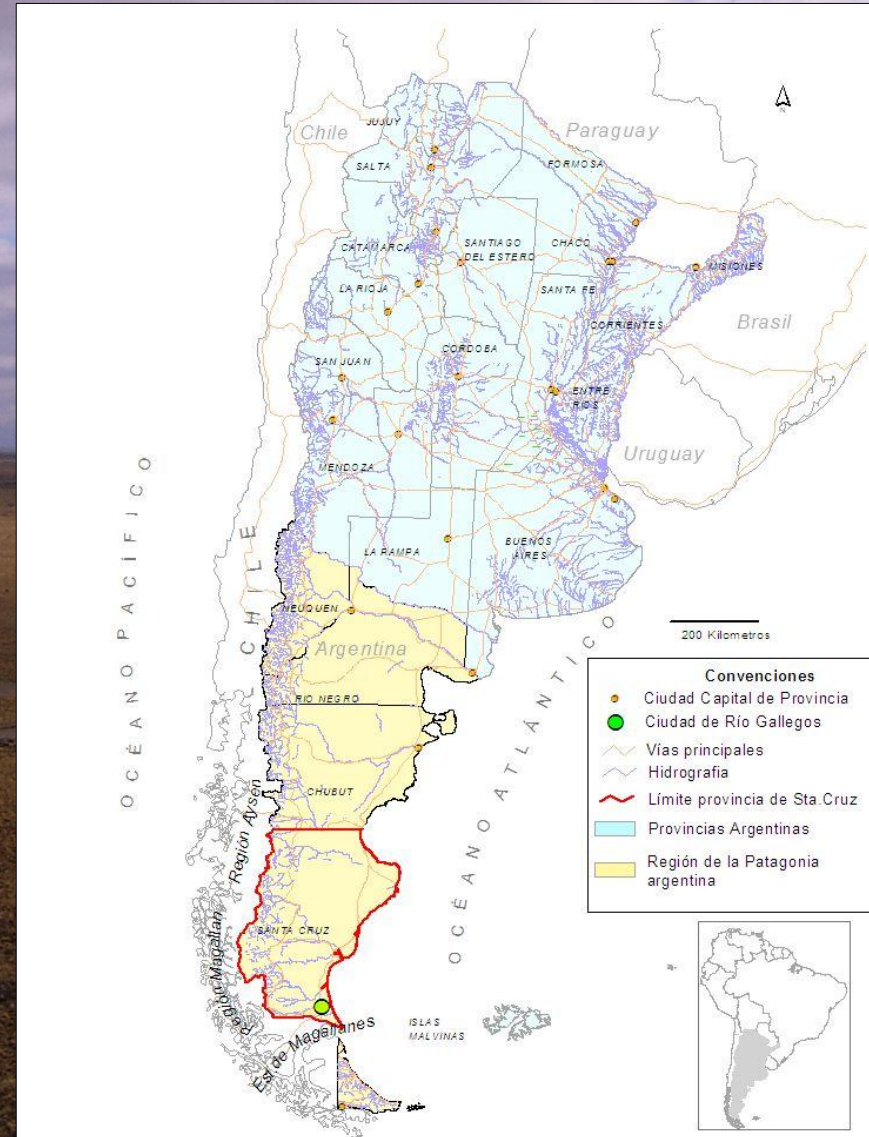 Chile
Paraguay
JUJUY
SALTA
FORMOSA
CATAMARCA
SANTIAGO
DEL ESTERO
CHACO
MISIONES
LA RIOJA
SANTA FE
CORRIENTES
Brasil
SAN JUAN
CORDOBA
ENTRE
RIOS
Uruguay
MENDOZA
LA PAMPA
BUENOS
AIRES
OCÉANO PACÍFICO
CHILE
NEUQUEN
Argentina
RIO NEGRO
CHUBUT
OCÉANO ATLÁNTICO
Región Aysen
SANTA CRUZ
Región Magallan
Est de Magallanes
ISLAS
MALVINAS
N
200 Kilometros
Convenciones
Ciudad Capital de Provincia
Ciudad de Río Gallegos
Vías principales
Hidrografia
Límite provincia de Sta.Cruz
Provincias Argentinas
Región de la Patagonia
argentina